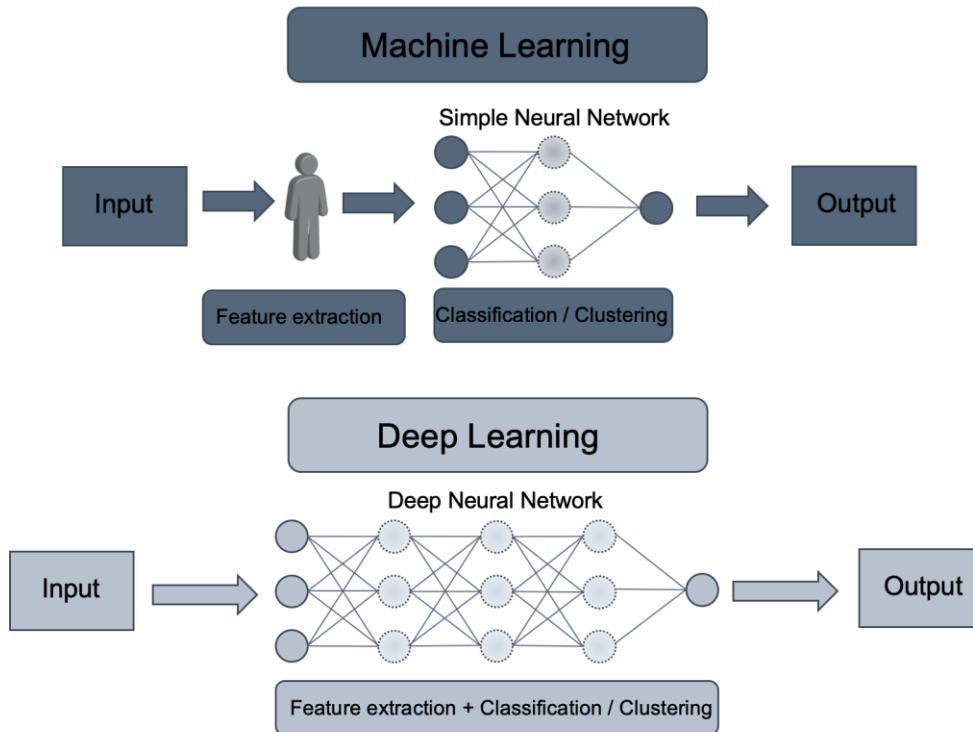 Machine Learning
Simple Neural Network
Input
Output
Feature extraction
Classification / Clustering
Deep Learning
Deep Neural Network
Input
Output
Feature extraction + Classification / Clustering